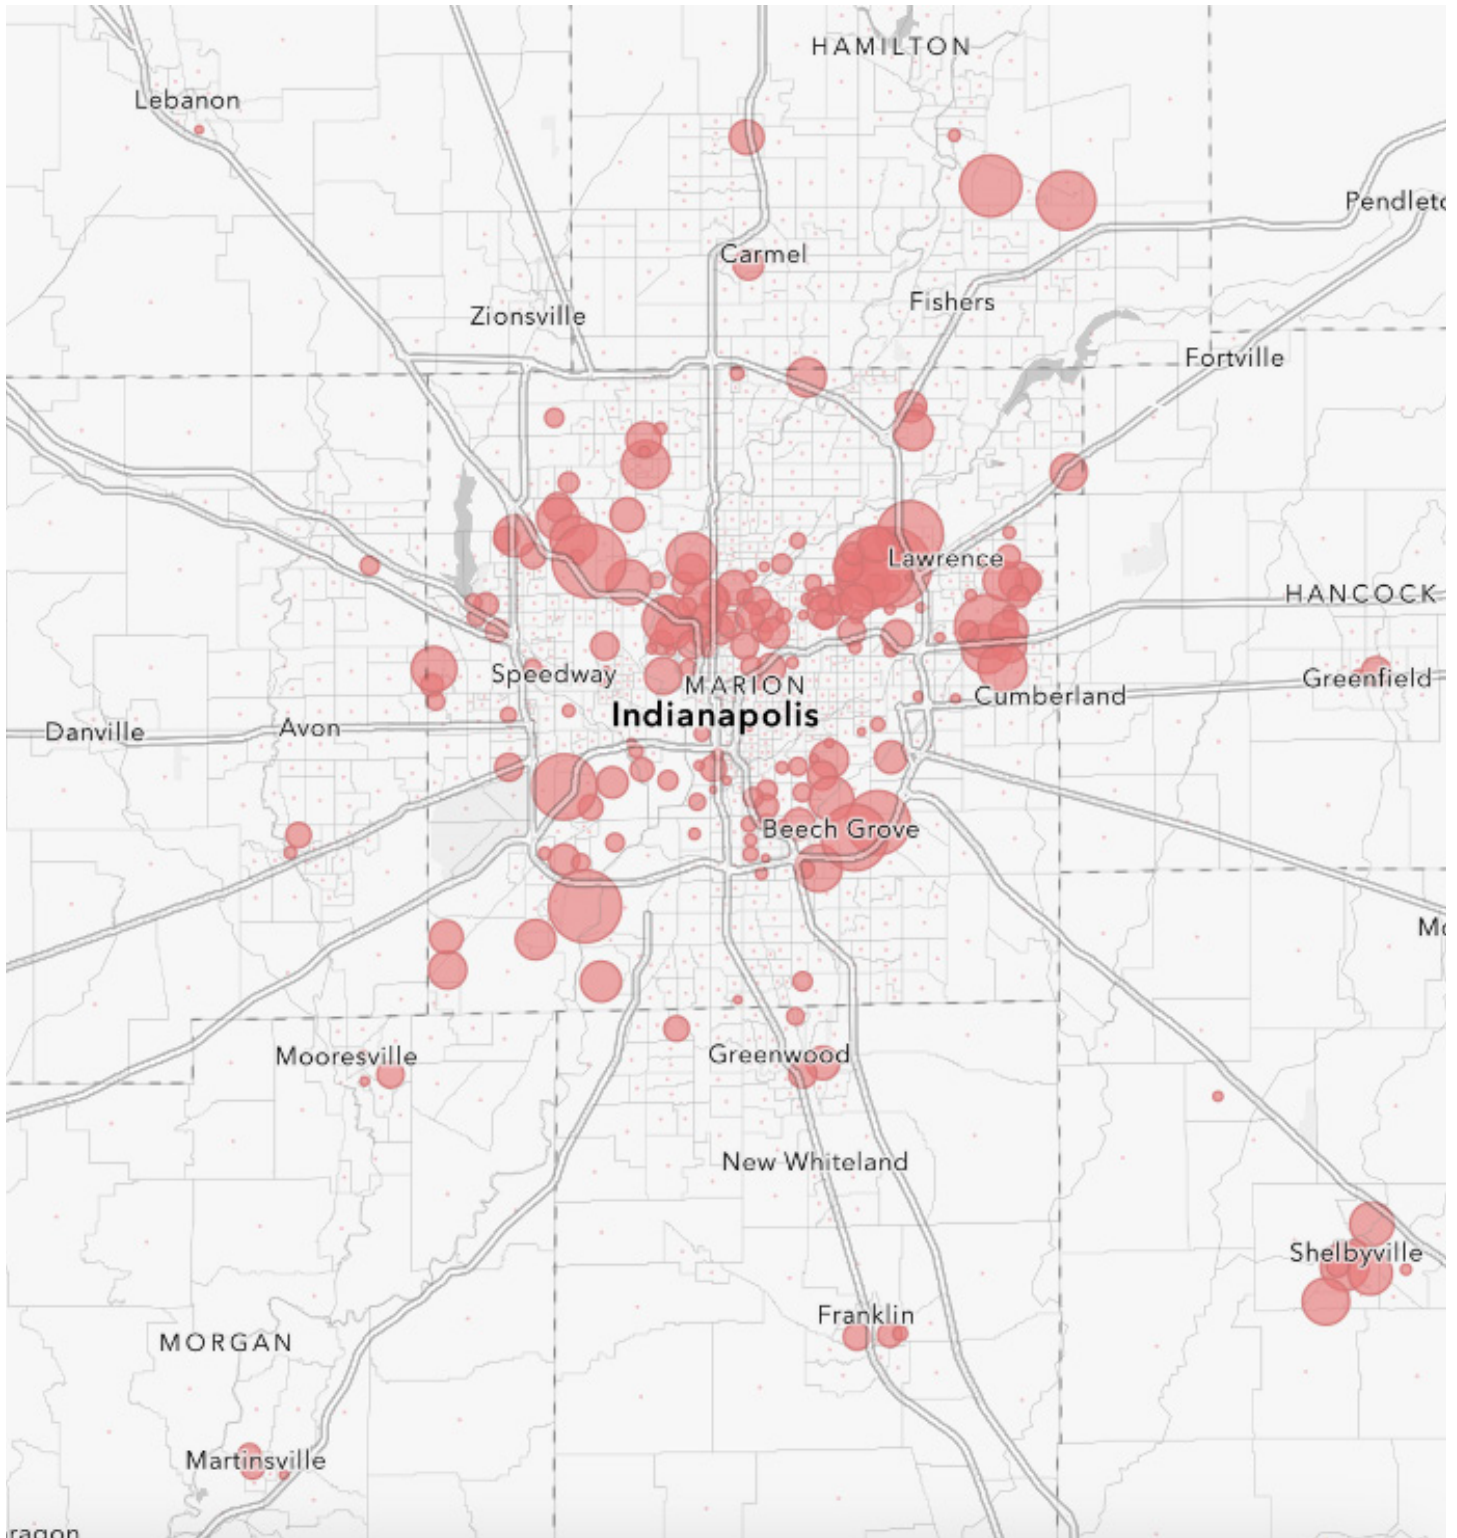 HAMILTON
Lebanon
Pendleto
Carmel
Fishers
Zionsville
Fortville
Lawrence
HANCOCK
Speedway
MARION
Greenfield
Cumberland
Indianapolis
Danville
Avon
Beech Grove
Mo
Mooresville
Greenwood
New Whiteland
Shelbyville
Franklin
MORGAN
Martinsville
ragon